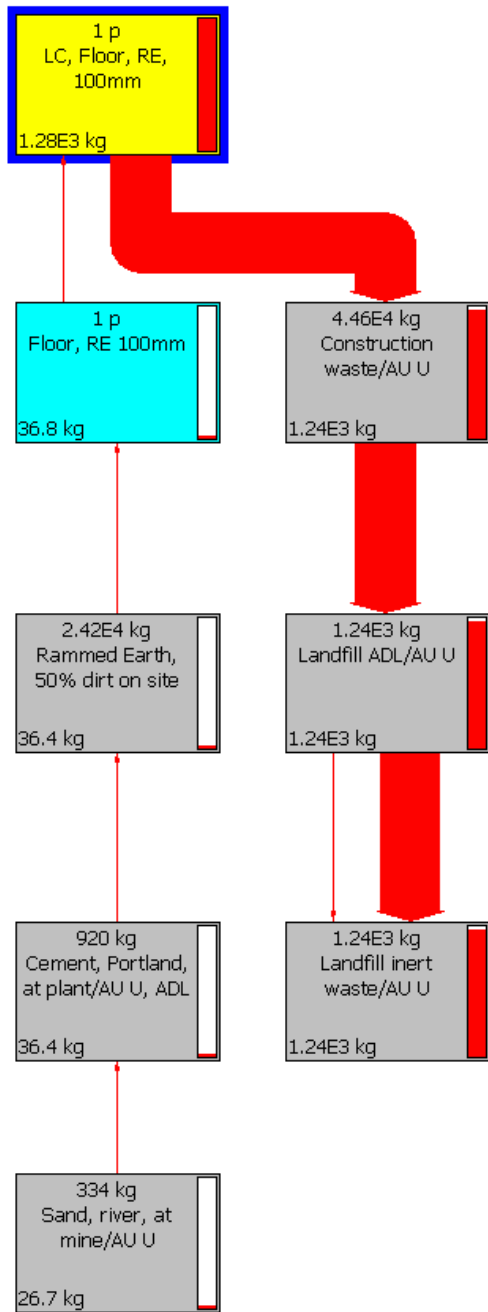 1 p
LC, Floor, RE,
100mm
1.28E3 kg
1 p
Floor, RE 100mm
36.8 kg
4.46E4 kg
Construction
waste/AU U
1.24E3 kg
2.42E4 kg
Rammed Earth,
50% dirt on site
36.4 kg
1.24E3 kg
Landfill ADL/AU U
1.24E3 kg
920 kg
Cement, Portland,
at plant/AU U, ADL
36.4 kg
1.24E3 kg
Landfill inert
waste/AU U
1.24E3 kg
334 kg
Sand, river, at
mine/AU U
26.7 kg